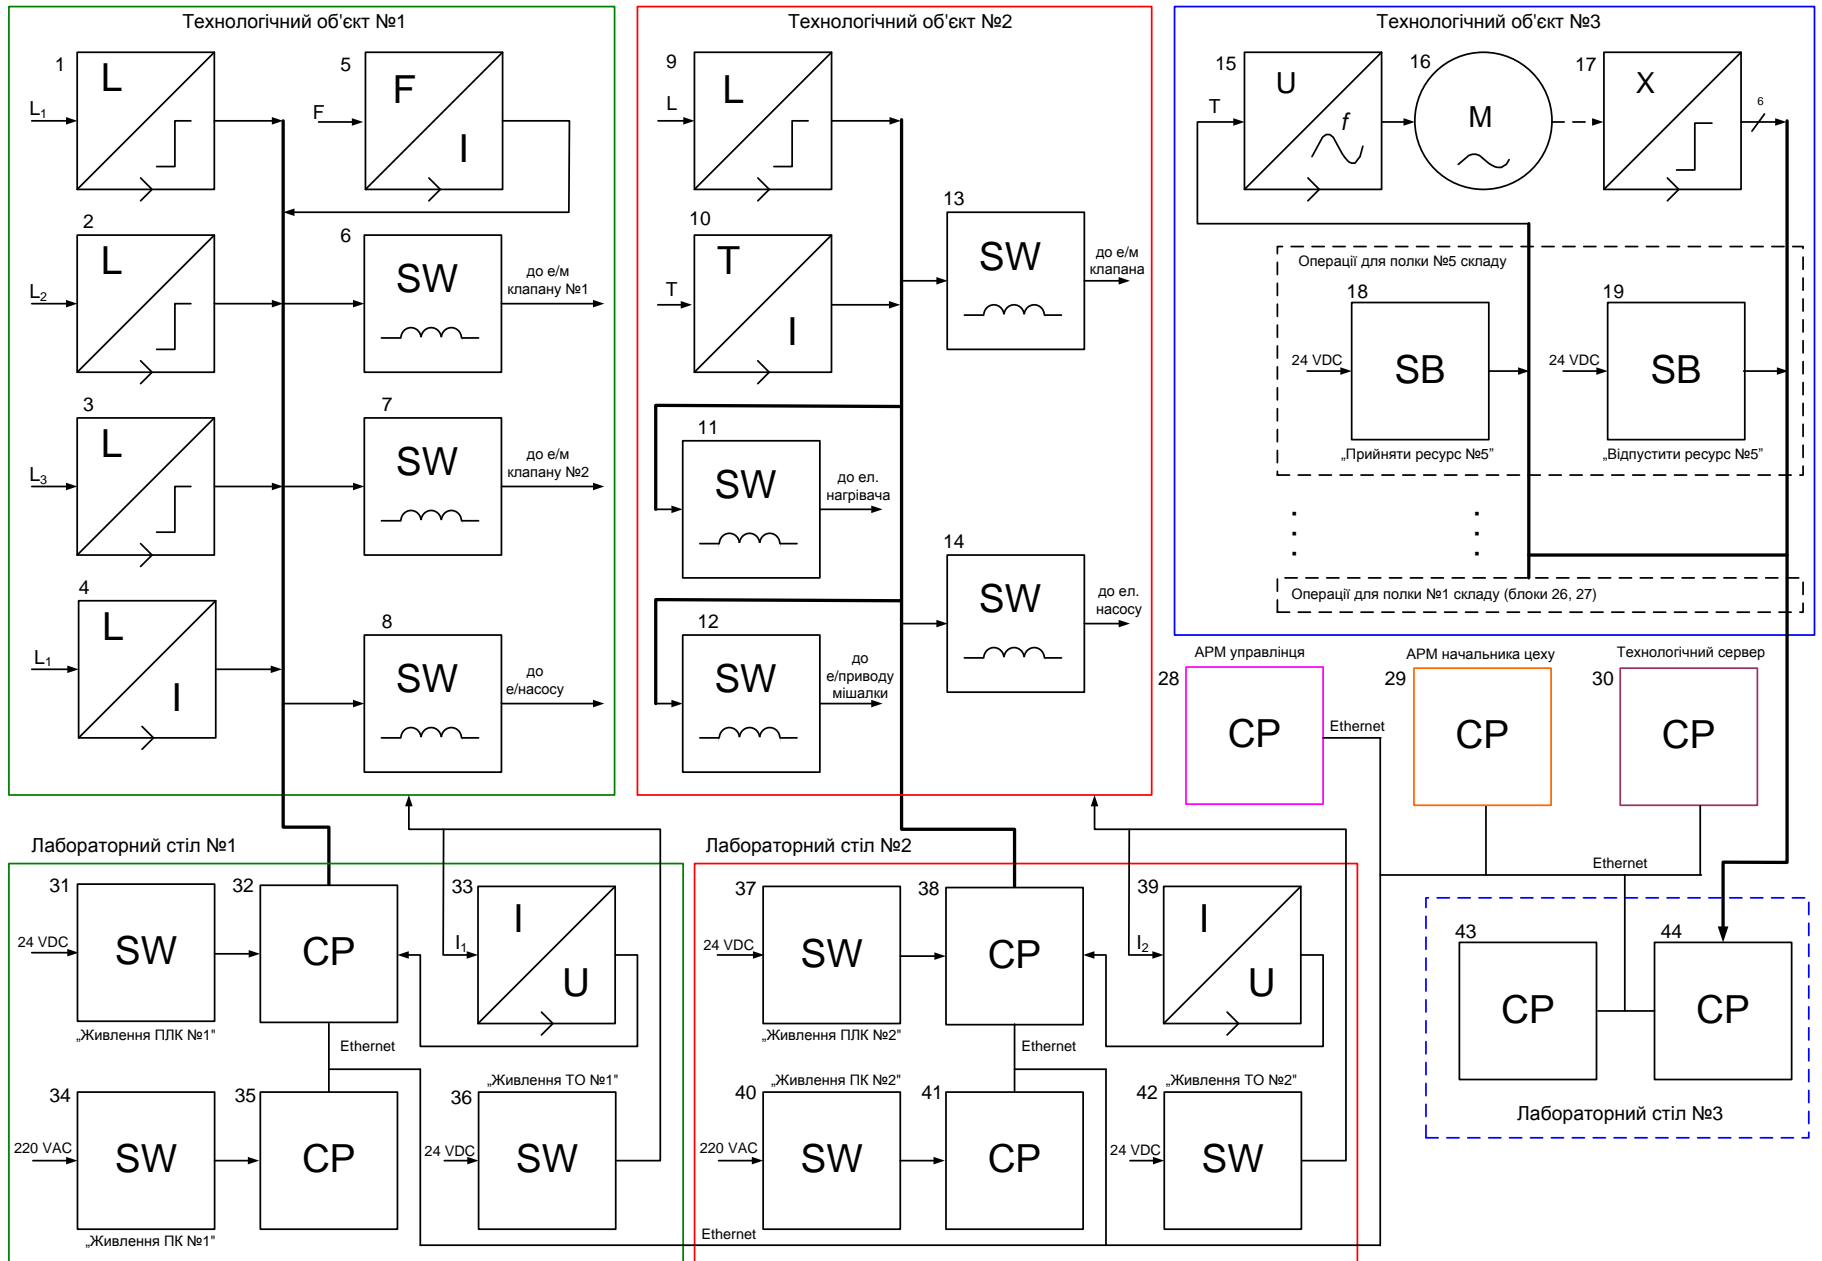 Технологічний об'єкт №1
1
L
L₁
5
F
F
I
2
L
L₂
6
SW
до е/м
клапану №1
3
L
L₃
7
SW
до е/м
клапану №2
4
L
L₁
I
8
SW
до
е/насосу
Технологічний об'єкт №2
9
L
L
10
T
T
I
13
SW
до е/м
клапана
11
SW
до ел.
нагрівача
14
SW
до ел.
насосу
12
SW
до
е/приводу
мішалки
Технологічний об'єкт №3
15
U
T
f
16
M
17
X
6
Операції для полки №5 складу
18
24 VDC
SB
„Прийняти ресурс №5”
19
24 VDC
SB
„Відпустити ресурс №5”
Операції для полки №1 складу (блоки 26, 27)
АРМ управлінця
28
CP
Ethernet
АРМ начальника цеху
29
CP
Технологічний сервер
30
CP
Ethernet
Лабораторний стіл №1
31
24 VDC
SW
„Живлення ПЛК №1"
32
CP
Ethernet
33
I
I₁
U
34
220 VAC
SW
„Живлення ПК №1"
35
CP
„Живлення ТО №1"
36
24 VDC
SW
Лабораторний стіл №2
37
24 VDC
SW
„Живлення ПЛК №2"
38
CP
Ethernet
39
I
I₂
U
„Живлення ПК №2"
40
220 VAC
SW
41
CP
„Живлення ТО №2"
42
24 VDC
SW
Ethernet
43
CP
44
CP
Лабораторний стіл №3